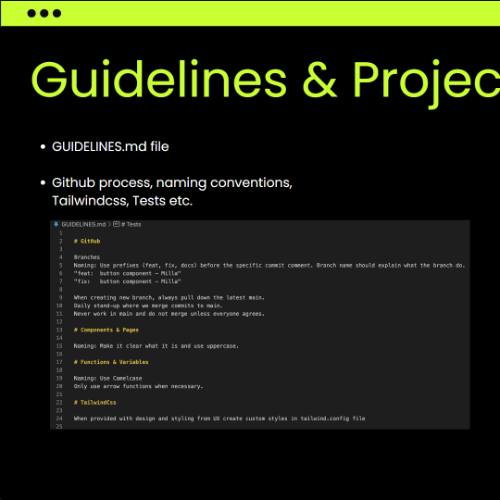 Guidelines & Projec
• GUIDELINES.md file
• Github process, naming conventions,
Tailwindcss, Tests etc.
GUIDELINES.md > # Tests
1
2 # GitHub
3
4 Branches
5 Naming: Use prefixes (feat, fix, docs) before the specific commit comment. Branch name should explain what the branch do.
6 "feat: button component - Milla"
7 "fix: button component - Milla"
8
9 When creating new branch, always pull down the latest main.
10 Daily stand-up where we merge commits to main.
11 Never work in main and do not merge unless everyone agrees.
12
13 # Components & Pages
14
15 Naming: Make it clear what it is and use uppercase.
16
17 # Functions & Variables
18
19 Naming: Use Camelcase
20 Only use arrow functions when necessary.
21
22 # TailwindCss
23
24 When provided with design and styling from UX create custom styles in tailwind.config file
25